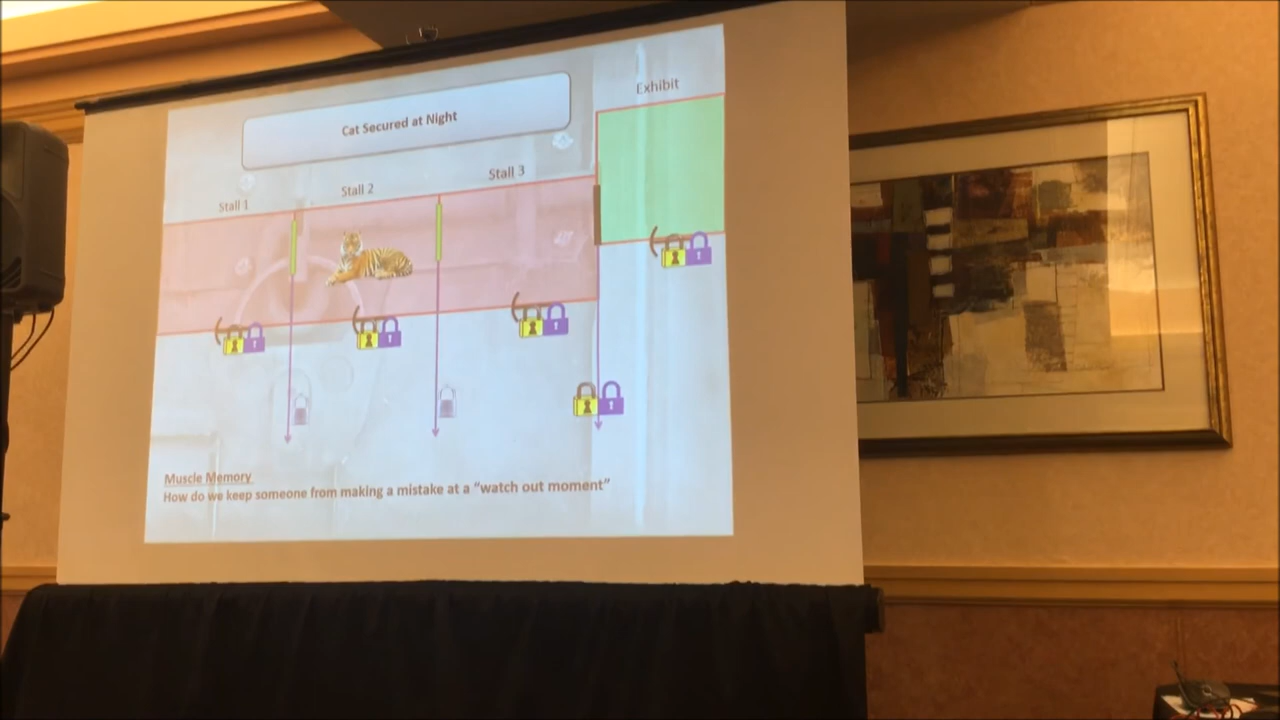 Exhibit
Cat Secured at Night
Stall 3
Stall 2
Stall 1
Muscle Memory
How do we keep someone from making a mistake at a “watch out moment”